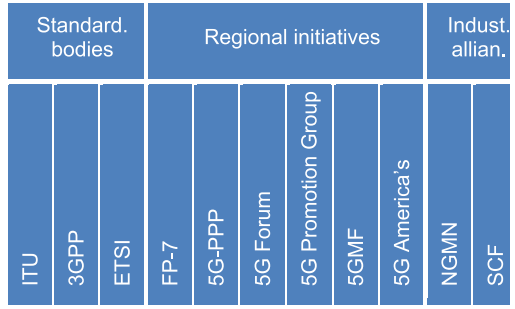 Standard.
bodies
Regional initiatives
Indust.
allian.
ITU
3GPP
ETSI
FP-7
5G-PPP
5G Forum
5G Promotion Group
5GMF
5G America's
NGMN
SCF